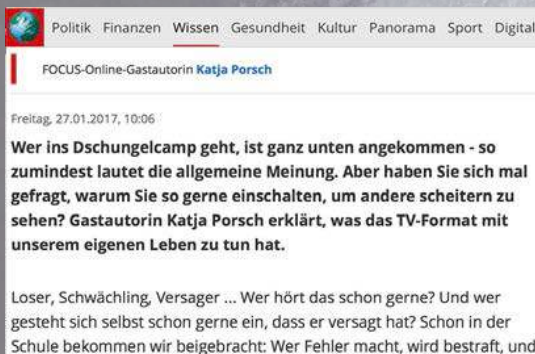 Politik Finanzen Wissen Gesundheit Kultur Panorama Sport Digital
FOCUS-Online-Gastautorin Katja Porsch
Freitag, 27.01.2017, 10:06
Wer ins Dschungelcamp geht, ist ganz unten angekommen - so
zumindest lautet die allgemeine Meinung. Aber haben Sie sich mal
gefragt, warum Sie so gerne einschalten, um andere scheitern zu
sehen? Gastautorin Katja Porsch erklärt, was das TV-Format mit
unserem eigenen Leben zu tun hat.
Loser, Schwächling, Versager ... Wer hört das schon gerne? Und wer
gesteht sich selbst schon gerne ein, dass er versagt hat? Schon in der
Schule bekommen wir beigebracht: Wer Fehler macht, wird bestraft, und